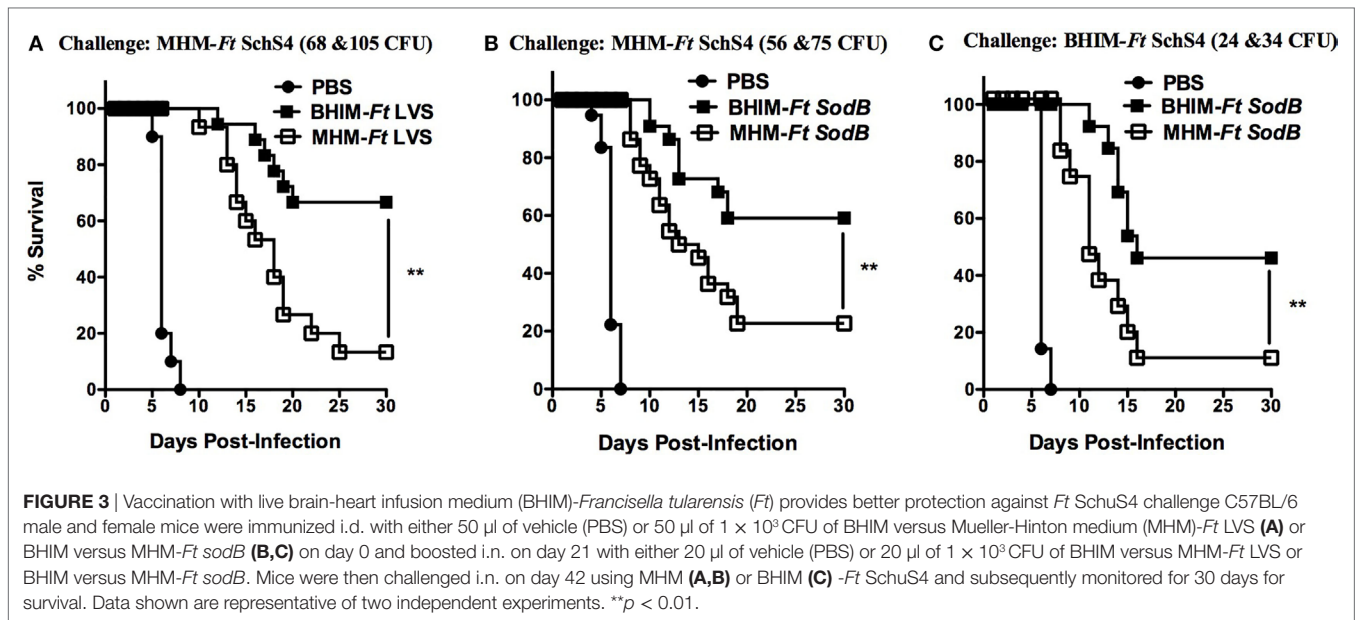 A Challenge: MHM-Ft SchS4 (68 &105 CFU)
PBS
BHIM-Ft LVS
MHM-Ft LVS
100
80
60
40
20
0
% Survival
**
0 5 10 15 20 25 30
Days Post-Infection
B Challenge: MHM-Ft SchS4 (56 &75 CFU)
PBS
BHIM-Ft SodB
MHM-Ft SodB
100
80
60
40
20
0
**
0 5 10 15 20 25 30
Days Post-Infection
C Challenge: BHIM-Ft SchS4 (24 &34 CFU)
PBS
BHIM-Ft SodB
MHM-Ft SodB
100
80
60
40
20
0
**
0 5 10 15 20 25 30
Days Post-Infection
FIGURE 3 | Vaccination with live brain-heart infusion medium (BHIM)-Francisella tularensis (Ft) provides better protection against Ft SchuS4 challenge C57BL/6
male and female mice were immunized i.d. with either 50 µl of vehicle (PBS) or 50 µl of 1 × 10³ CFU of BHIM versus Mueller-Hinton medium (MHM)-Ft LVS (A) or
BHIM versus MHM-Ft sodB (B,C) on day 0 and boosted i.n. on day 21 with either 20 µl of vehicle (PBS) or 20 µl of 1 × 10³ CFU of BHIM versus MHM-Ft LVS or
BHIM versus MHM-Ft sodB. Mice were then challenged i.n. on day 42 using MHM (A,B) or BHIM (C) -Ft SchuS4 and subsequently monitored for 30 days for
survival. Data shown are representative of two independent experiments. **p < 0.01.